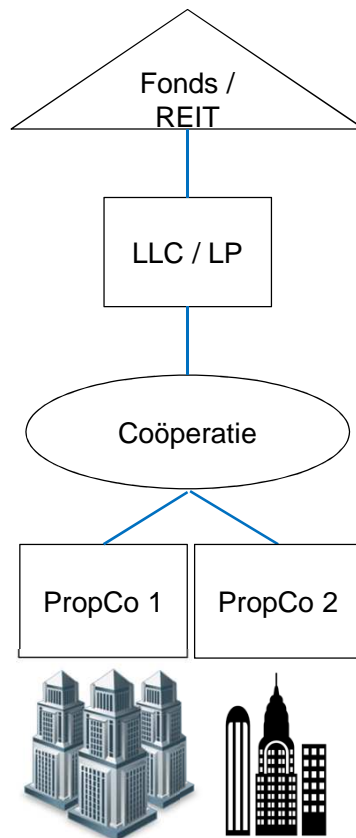 Fonds /
REIT
LLC / LP
Coöperatie
PropCo 1
PropCo 2